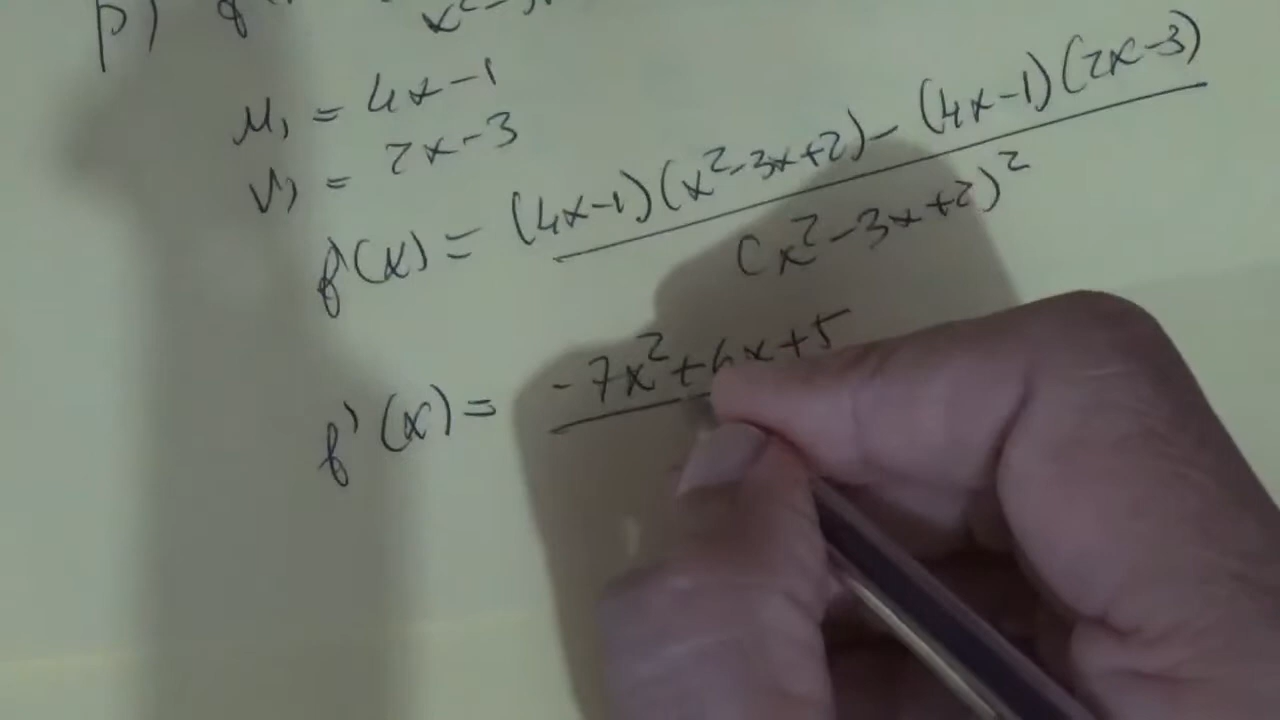 p)
u, = 4x-1
v, = 2x-3
f'(x) = (4x-1)(x²-3x+2) - (4x-1)(2x-3)
(x²-3x+2)²
f'(x) = -7x²+6x+5